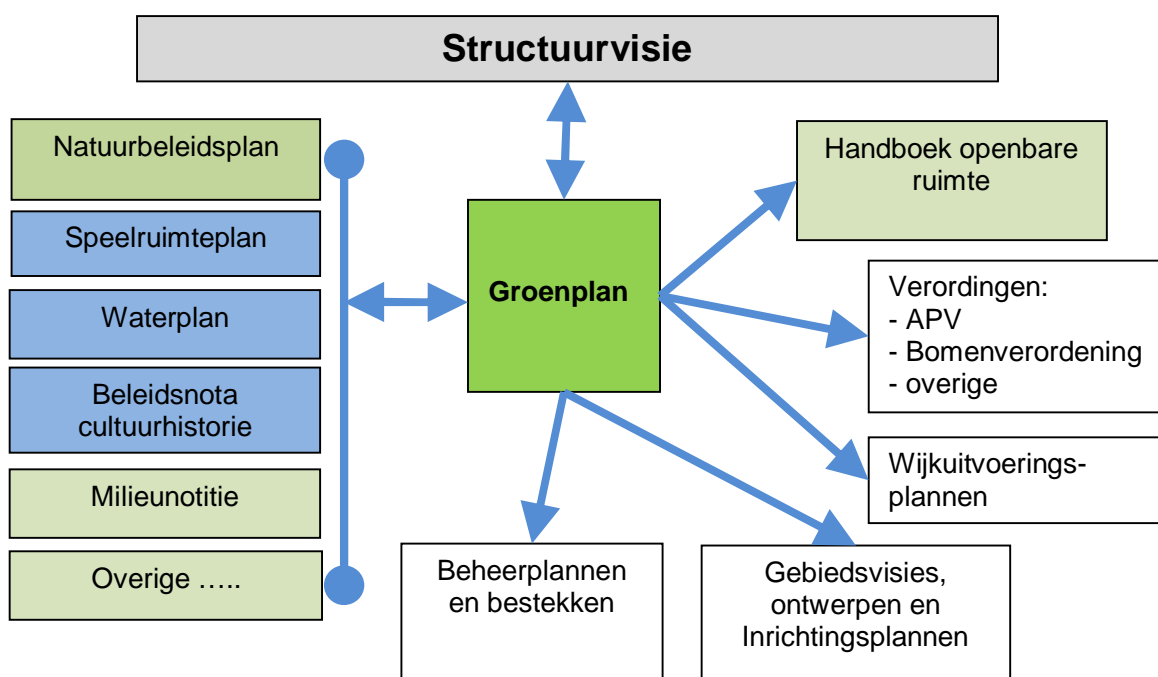 Structuurvisie
Natuurbeleidsplan
Speelruimteplan
Waterplan
Beleidsnota
cultuurhistorie
Milieunotitie
Overige …..
Groenplan
Handboek openbare
ruimte
Verordingen:
- APV
- Bomenverordening
- overige
Wijkuitvoerings-
plannen
Beheerplannen
en bestekken
Gebiedsvisies,
ontwerpen en
Inrichtingsplannen